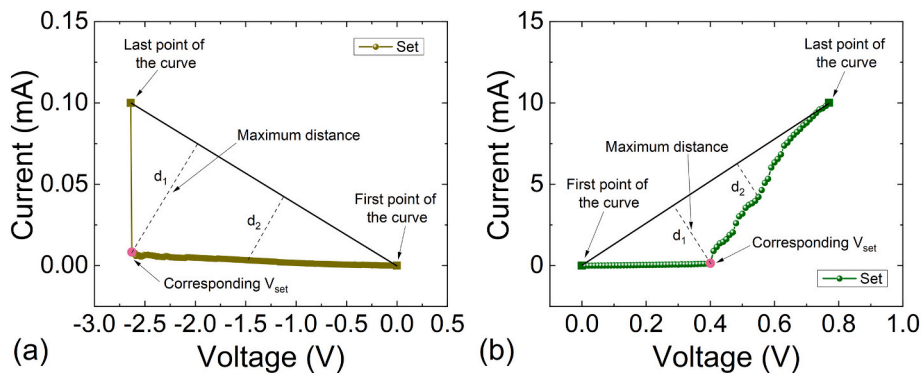 0.15
0.10
0.05
0.00
Current (mA)
Last point of
the curve
Set
Maximum distance
d1
d2
First point of
the curve
Corresponding Vset
-3.0 -2.5 -2.0 -1.5 -1.0 -0.5 0.0 0.5
Voltage (V)
(a)
15
10
5
0
Current (mA)
Last point of
the curve
Maximum distance
First point of
the curve
d2
d1
Corresponding Vset
Set
0.0 0.2 0.4 0.6 0.8 1.0
Voltage (V)
(b)